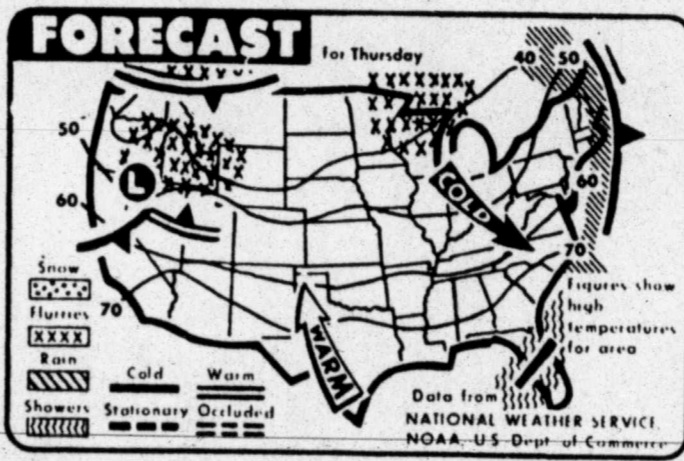 FORECAST
for Thursday
40
50
50
60
L
COLD
60
70
70
WARM
Snow
Flurries
XXXX
Rain
Showers
Cold
Warm
Stationary
Occluded
Figures show
high
temperatures
for area
Data from
NATIONAL WEATHER SERVICE,
NOAA, U.S. Dept of Commerce